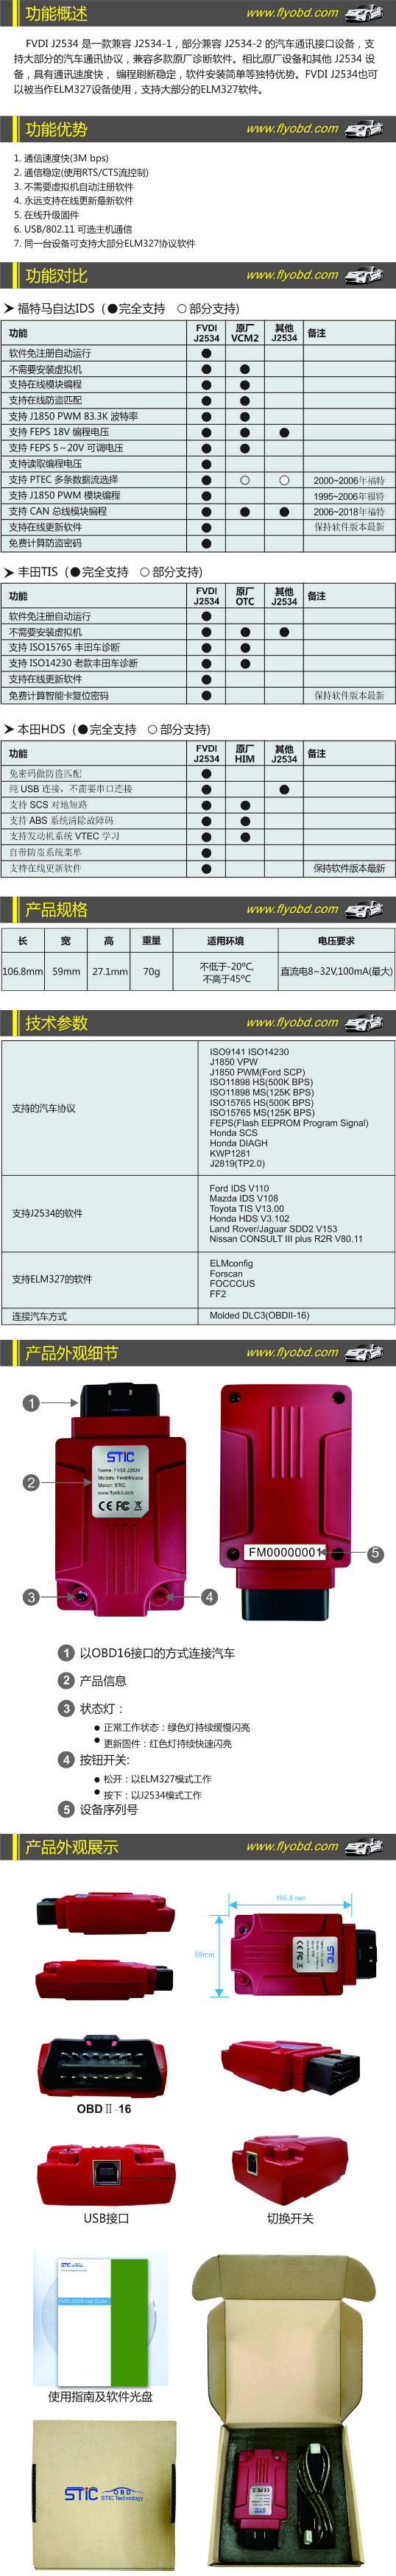 功能概述 www.flyobd.com
FVDI J2534 是一款兼容 J2534-1，部分兼容 J2534-2 的汽车通讯接口设备，支
持大部分的汽车通讯协议，兼容多款原厂诊断软件。相比原厂设备和其他 J2534 设
备，具有通讯速度快， 编程刷新稳定，软件安装简单等独特优势。FVDI J2534也可
以被当作ELM327设备使用，支持大部分的ELM327软件。
功能优势 www.flyobd.com
1. 通信速度快(3M bps)
2. 通信稳定(使用RTS/CTS流控制)
3. 不需要虚拟机自动注册软件
4. 永远支持在线更新最新软件
5. 在线升级固件
6. USB/802.11 可选主机通信
7. 同一台设备可支持大部分ELM327协议软件
功能对比 www.flyobd.com
➤ 福特马自达IDS（●完全支持 ○部分支持)
功能 FVDI J2534 原厂 VCM2 其他 J2534 备注
软件免注册自动运行 ●
不需要安装虚拟机 ● ●
支持在线模块编程 ● ●
支持在线防盗匹配 ● ●
支持 J1850 PWM 83.3K 波特率 ● ●
支持 FEPS 18V 编程电压 ● ● ●
支持 FEPS 5～20V 可调电压 ● ●
支持读取编程电压 ●
支持 PTEC 多条数据流选择 ● ○ ○ 2000~2006年福特
支持 J1850 PWM 模块编程 ● 1995~2006年福特
支持 CAN 总线模块编程 ● ● ● 2006~2018年福特
支持在线更新软件 ● 保持软件版本最新
免费计算防盗密码 ●
➤ 丰田TIS（●完全支持 ○部分支持)
功能 FVDI J2534 原厂 OTC 其他 J2534 备注
软件免注册自动运行 ●
不需要安装虚拟机 ● ● ●
支持 ISO15765 丰田车诊断 ● ●
支持 ISO14230 老款丰田车诊断 ● ●
支持在线更新软件 ●
免费计算智能卡复位密码 ● 保持软件版本最新
➤ 本田HDS（●完全支持 ○部分支持)
功能 FVDI J2534 原厂 HIM 其他 J2534 备注
免密码做防盗匹配 ●
纯 USB 连接，不需要串口连接 ● ●
支持 SCS 对地短路 ● ●
支持 ABS 系统消除故障码 ● ●
支持发动机系统 VTEC 学习 ● ●
自带防盗系统菜单 ●
支持在线更新软件 ● 保持软件版本最新
产品规格 www.flyobd.com
长 宽 高 重量 适用环境 电压要求
106.8mm 59mm 27.1mm 70g 不低于-20℃, 不高于45℃ 直流电8~32V,100mA(最大)
技术参数 www.flyobd.com
支持的汽车协议
ISO9141 ISO14230
J1850 VPW
J1850 PWM(Ford SCP)
ISO11898 HS(500K BPS)
ISO11898 MS(125K BPS)
ISO15765 HS(500K BPS)
ISO15765 MS(125K BPS)
FEPS(Flash EEPROM Program Signal)
Honda SCS
Honda DIAGH
KWP1281
J2819(TP2.0)
支持J2534的软件
Ford IDS V110
Mazda IDS V108
Toyota TIS V13.00
Honda HDS V3.102
Land Rover/Jaguar SDD2 V153
Nissan CONSULT III plus R2R V80.11
支持ELM327的软件
ELMconfig
Forscan
FOCCCUS
FF2
连接汽车方式 Molded DLC3(OBDII-16)
产品外观细节 www.flyobd.com
1
STIC
Name: FVDI J2534
Models: Ford/Mazda
Maker: STIC
www.flyobd.com
CE FC
2
FM00000001
5
3
4
1 以OBD16接口的方式连接汽车
2 产品信息
3 状态灯：
● 正常工作状态：绿色灯持续缓慢闪亮
● 更新固件：红色灯持续快速闪亮
4 按钮开关:
● 松开：以ELM327模式工作
● 按下：以J2534模式工作
5 设备序列号
产品外观展示 www.flyobd.com
106.8 mm
59mm
STIC
OBDⅡ-16
USB接口 切换开关
STIC
FVDI J2534 User Guide
使用指南及软件光盘
STIC OBD
STIC Technology
STIC